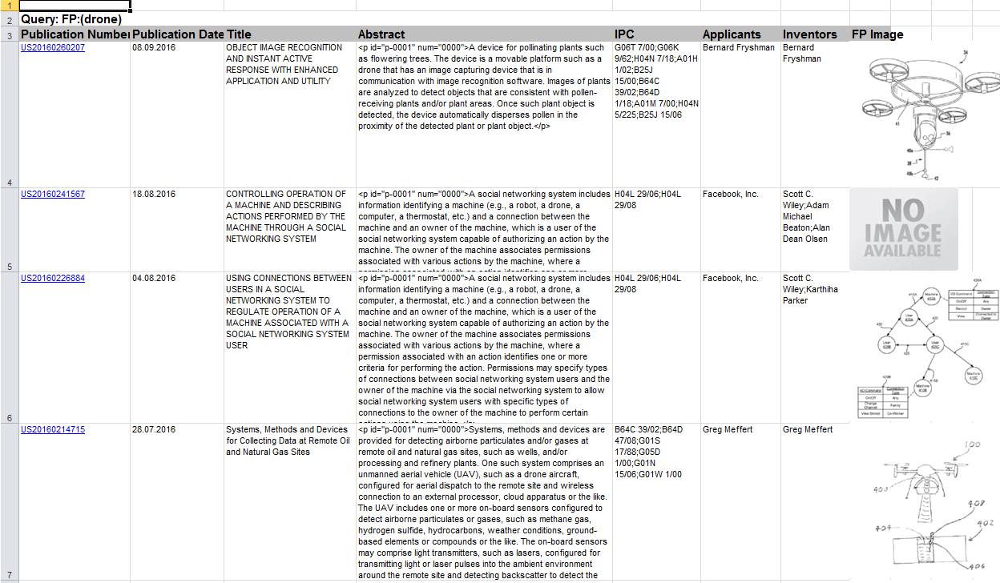 1
2
Query: FP:(drone)
3
Publication Number
Publication Date
Title
Abstract
IPC
Applicants
Inventors
FP Image
4
US20160260207
08.09.2016
OBJECT IMAGE RECOGNITION
AND INSTANT ACTIVE
RESPONSE WITH ENHANCED
APPLICATION AND UTILITY
<p id="p-0001" num="0000">A device for pollinating plants such
as flowering trees. The device is a movable platform such as a
drone that has an image capturing device that is in
communication with image recognition software. Images of plants
are analyzed to detect objects that are consistent with pollen-
receiving plants and/or plant areas. Once such plant object is
detected, the device automatically disperses pollen in the
proximity of the detected plant or plant object.</p>
G06T 7/00;G06K
9/62;H04N 7/18;A01H
1/02;B25J
15/00;B64C
39/02;B64D
1/18;A01M 7/00;H04N
5/225;B25J 15/06
Bernard Fryshman
Bernard
Fryshman
34
41
36
40a
38
40b
42
5
US20160241567
18.08.2016
CONTROLLING OPERATION OF
A MACHINE AND DESCRIBING
ACTIONS PERFORMED BY THE
MACHINE THROUGH A SOCIAL
NETWORKING SYSTEM
<p id="p-0001" num="0000">A social networking system includes
information identifying a machine (e.g., a robot, a drone, a
computer, a thermostat, etc.) and a connection between the
machine and an owner of the machine, which is a user of the
social networking system capable of authorizing an action by the
machine. The owner of the machine associates permissions
associated with various actions by the machine, where a
H04L 29/06;H04L
29/08
Facebook, Inc.
Scott C.
Wiley;Adam
Michael
Beaton;Alan
Dean Olsen
NO
IMAGE
AVAILABLE
6
US20160226884
04.08.2016
USING CONNECTIONS BETWEEN
USERS IN A SOCIAL
NETWORKING SYSTEM TO
REGULATE OPERATION OF A
MACHINE ASSOCIATED WITH A
SOCIAL NETWORKING SYSTEM
USER
<p id="p-0001" num="0000">A social networking system includes
information identifying a machine (e.g., a robot, a drone, a
computer, a thermostat, etc.) and a connection between the
machine and an owner of the machine, which is a user of the
social networking system capable of authorizing an action by the
machine. The owner of the machine associates permissions
associated with various actions by the machine, where a
permission associated with an action identifies one or more
criteria for performing the action. Permissions may specify types
of connections between social networking system users and the
owner of the machine via the social networking system to allow
social networking system users with specific types of
connections to the owner of the machine to perform certain
H04L 29/06;H04L
29/08
Facebook, Inc.
Scott C.
Wiley;Karthiha
Parker
7
US20160214715
28.07.2016
Systems, Methods and Devices
for Collecting Data at Remote Oil
and Natural Gas Sites
<p id="p-0001" num="0000">Systems, methods and devices are
provided for detecting airborne particulates and/or gases at
remote oil and natural gas sites, such as wells, and/or
processing and refinery plants. One such system comprises an
unmanned aerial vehicle (UAV), such as a drone aircraft,
configured for aerial dispatch to the remote site and wireless
connection to an external processor, cloud apparatus or the like.
The UAV includes one or more on-board sensors configured to
detect airborne particulates or gases, such as methane gas,
hydrogen sulfide, hydrocarbons, weather conditions, ground-
based elements or compounds or the like. The on-board sensors
may comprise light transmitters, such as lasers, configured for
transmitting light or laser pulses into the ambient environment
around the remote site and detecting backscatter to detect the
B64C 39/02;B64D
47/08;G01S
17/88;G05D
1/00;G01N
15/06;G01W 1/00
Greg Meffert
Greg Meffert
100
400
408
404
402
406